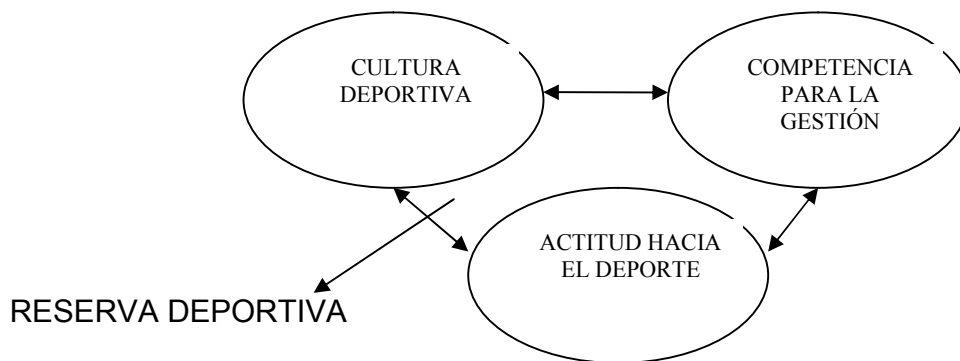 CULTURA
DEPORTIVA
COMPETENCIA
PARA LA
GESTIÓN
ACTITUD HACIA
EL DEPORTE
RESERVA DEPORTIVA